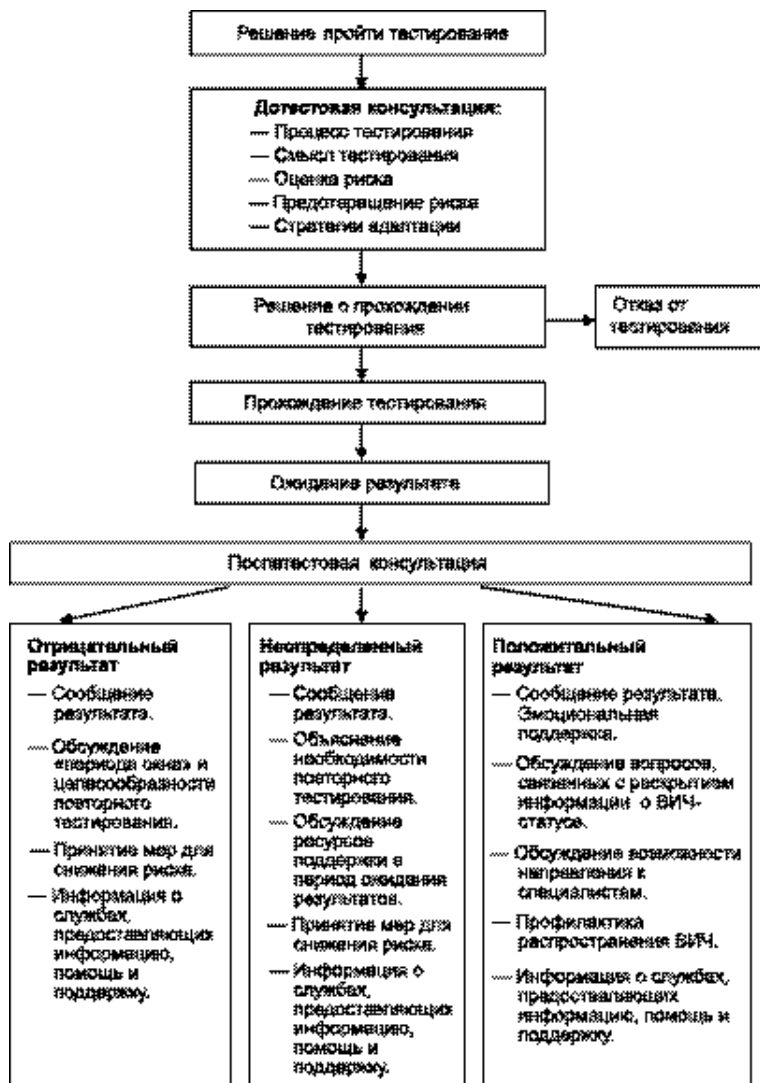 Решение пройти тестирование
Дотестовая консультация:
— Процесс тестирования
— Смысл тестирования
— Оценка риска
— Предотвращение риска
— Стратегии адаптации
Решение о прохождении
тестирования
Отказ от
тестирования
Прохождение тестирования
Ожидание результата
Послетестовая консультация
Отрицательный
результат
— Сообщение
результата.
— Обсуждение
«периода окна» и
целесообразности
повторного
тестирования.
— Принятие мер для
снижения риска.
— Информация о
службах,
предоставляющих
информацию,
помощь и
поддержку.
Неопределенный
результат
— Сообщение
результата.
— Объяснение
необходимости
повторного
тестирования.
— Обсуждение
ресурсов
поддержки в
период ожидания
результатов.
— Принятие мер для
снижения риска.
— Информация о
службах,
предоставляющих
информацию,
помощь и
поддержку.
Положительный
результат
— Сообщение результата.
Эмоциональная
поддержка.
— Обсуждение вопросов,
связанных с раскрытием
информации о ВИЧ-
статусе.
— Обсуждение возможности
направления к
специалистам.
— Профилактика
распространения ВИЧ.
— Информация о службах,
предоставляющих
информацию, помощь и
поддержку.